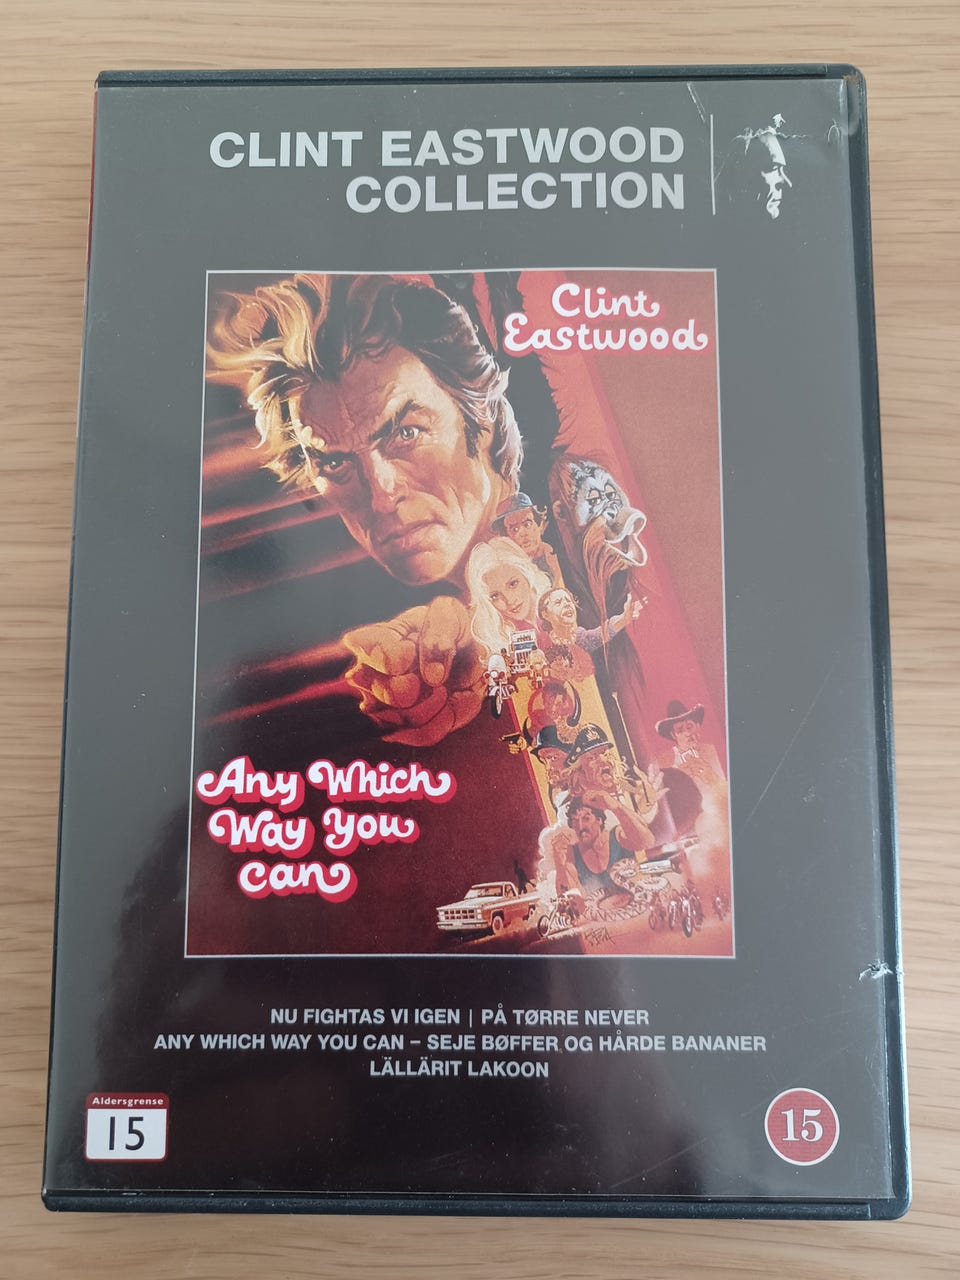 CLINT EASTWOOD
COLLECTION
Clint
Eastwood
Any Which
Way You
can
NU FIGHTAS VI IGEN | PÅ TØRRE NEVER
ANY WHICH WAY YOU CAN – SEJE BØFFER OG HÅRDE BANANER
LÄLLÄRIT LAKOON
Aldersgrense
15
15